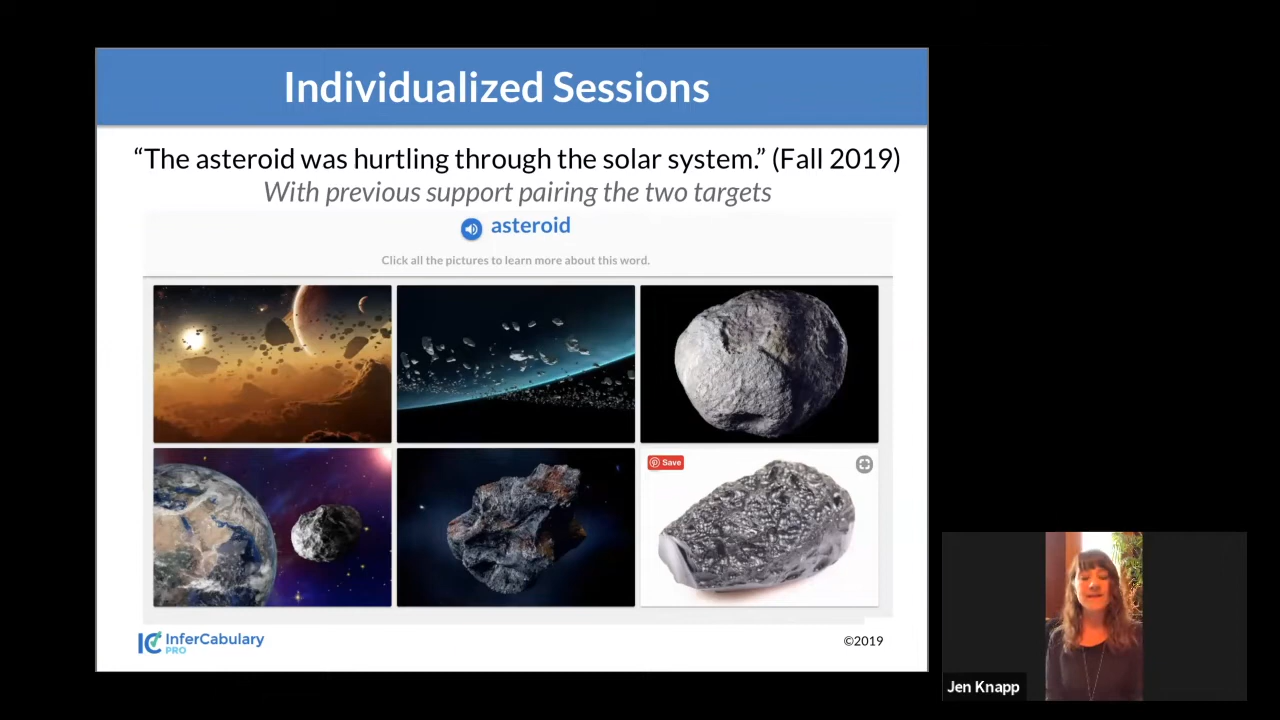 Individualized Sessions
“The asteroid was hurtling through the solar system.” (Fall 2019)
With previous support pairing the two targets
asteroid
Click all the pictures to learn more about this word.
Save
IC InferCabulary
PRO
©2019
Jen Knapp